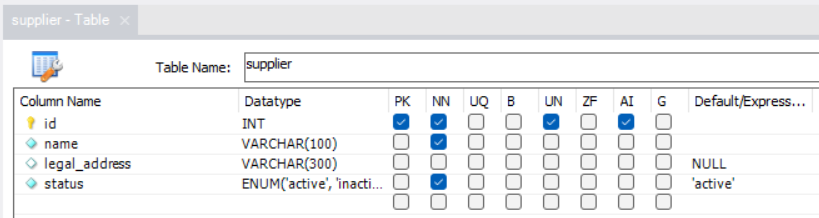 supplier - Table ×
Table Name: supplier
Column Name Datatype PK NN UQ B UN ZF AI G Default/Express...
id INT
name VARCHAR(100)
legal_address VARCHAR(300) NULL
status ENUM('active', 'inacti... 'active'